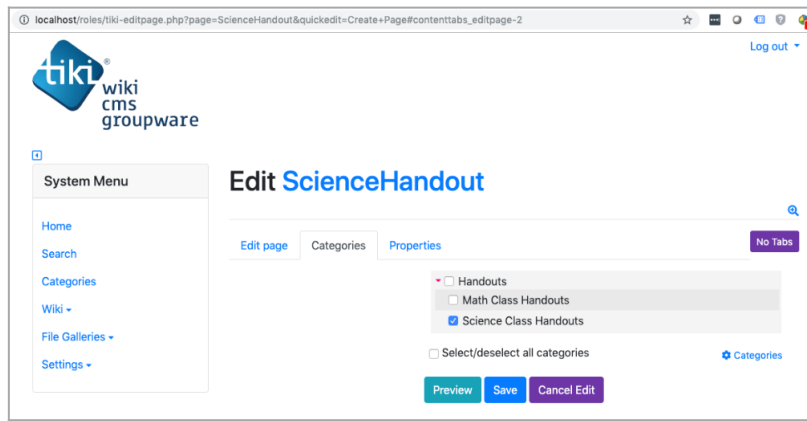 localhost/roles/tiki-editpage.php?page=ScienceHandout&quickedit=Create+Page#contenttabs_editpage-2
Log out
tiki®
wiki
cms
groupware
System Menu
Edit ScienceHandout
Home
Search
Categories
Wiki
File Galleries
Settings
Edit page Categories Properties No Tabs
Handouts
Math Class Handouts
Science Class Handouts
Select/deselect all categories Categories
Preview Save Cancel Edit